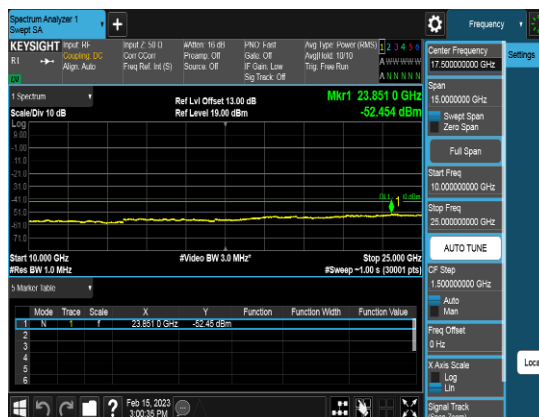 Spectrum Analyzer 1
Swept SA
+
Frequency
KEYSIGHT
Input: RF
Coupling: DC
Align: Auto
Input Z: 50 Ω
Corr CCorr
Freq Ref: Int (S)
#Atten: 16 dB
Preamp: Off
Source: Off
PNO: Fast
Gate: Off
IF Gain: Low
Sig Track: Off
Avg Type: Power (RMS)
Avg|Hold: 10/10
Trig: Free Run
1 2 3 4 5 6
A W W W W W
A N N N N N
1 Spectrum
Scale/Div 10 dB
Ref Lvl Offset 13.00 dB
Ref Level 19.00 dBm
Mkr1 23.851 0 GHz
-52.454 dBm
Log
9.00
-1.00
-11.0
-21.0
-31.0
-41.0
-51.0
-61.0
-71.0
1
Start 10.000 GHz
#Video BW 3.0 MHz*
Stop 25.000 GHz
#Res BW 1.0 MHz
#Sweep ~1.00 s (30001 pts)
5 Marker Table
Mode Trace Scale X Y Function Function Width Function Value
1 N 1 f 23.851 0 GHz -52.45 dBm
2
3
4
5
6
Feb 15, 2023
3:00:35 PM
Center Frequency
17.500000000 GHz
Settings
Span
15.0000000 GHz
Swept Span
Zero Span
Full Span
Start Freq
10.000000000 GHz
Stop Freq
25.000000000 GHz
AUTO TUNE
CF Step
1.500000000 GHz
Auto
Man
Freq Offset
0 Hz
X Axis Scale
Log
Lin
Local
Signal Track
(Span Zoom)